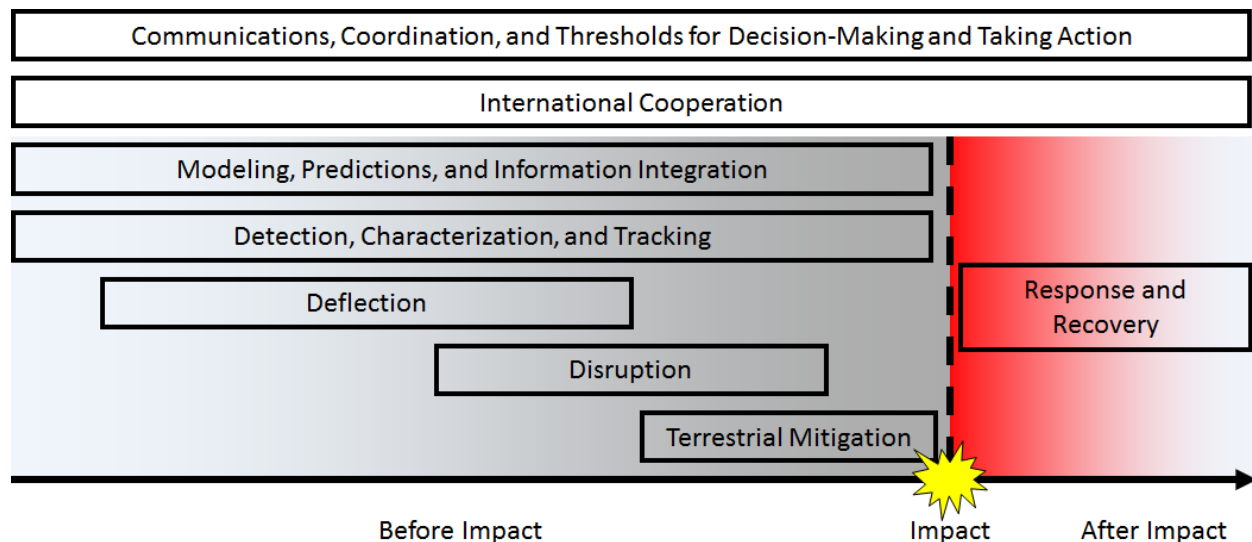 Communications, Coordination, and Thresholds for Decision-Making and Taking Action
International Cooperation
Modeling, Predictions, and Information Integration
Detection, Characterization, and Tracking
Deflection
Response and
Recovery
Disruption
Terrestrial Mitigation
Before Impact
Impact
After Impact